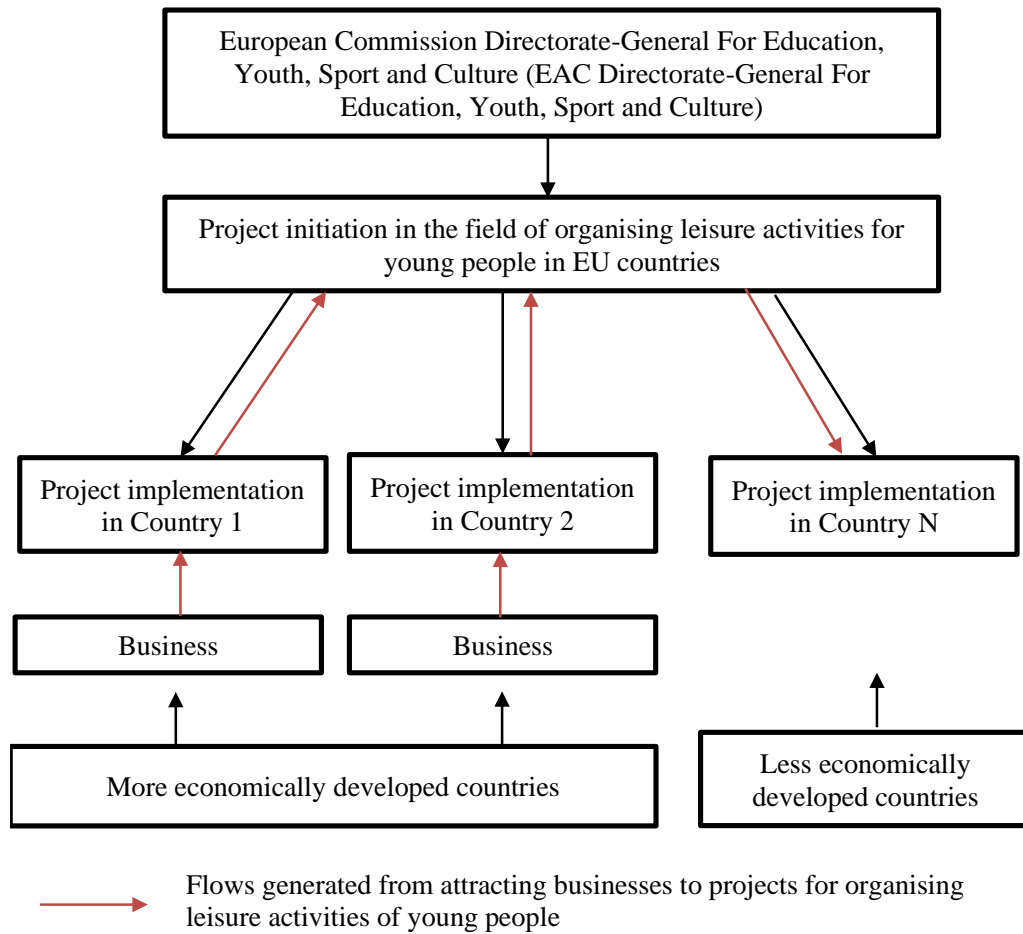 European Commission Directorate-General For Education,
Youth, Sport and Culture (EAC Directorate-General For
Education, Youth, Sport and Culture)
Project initiation in the field of organising leisure activities for
young people in EU countries
Project implementation
in Country 1
Project implementation
in Country 2
Project implementation
in Country N
Business
Business
More economically developed countries
Less economically
developed countries
Flows generated from attracting businesses to projects for organising
leisure activities of young people